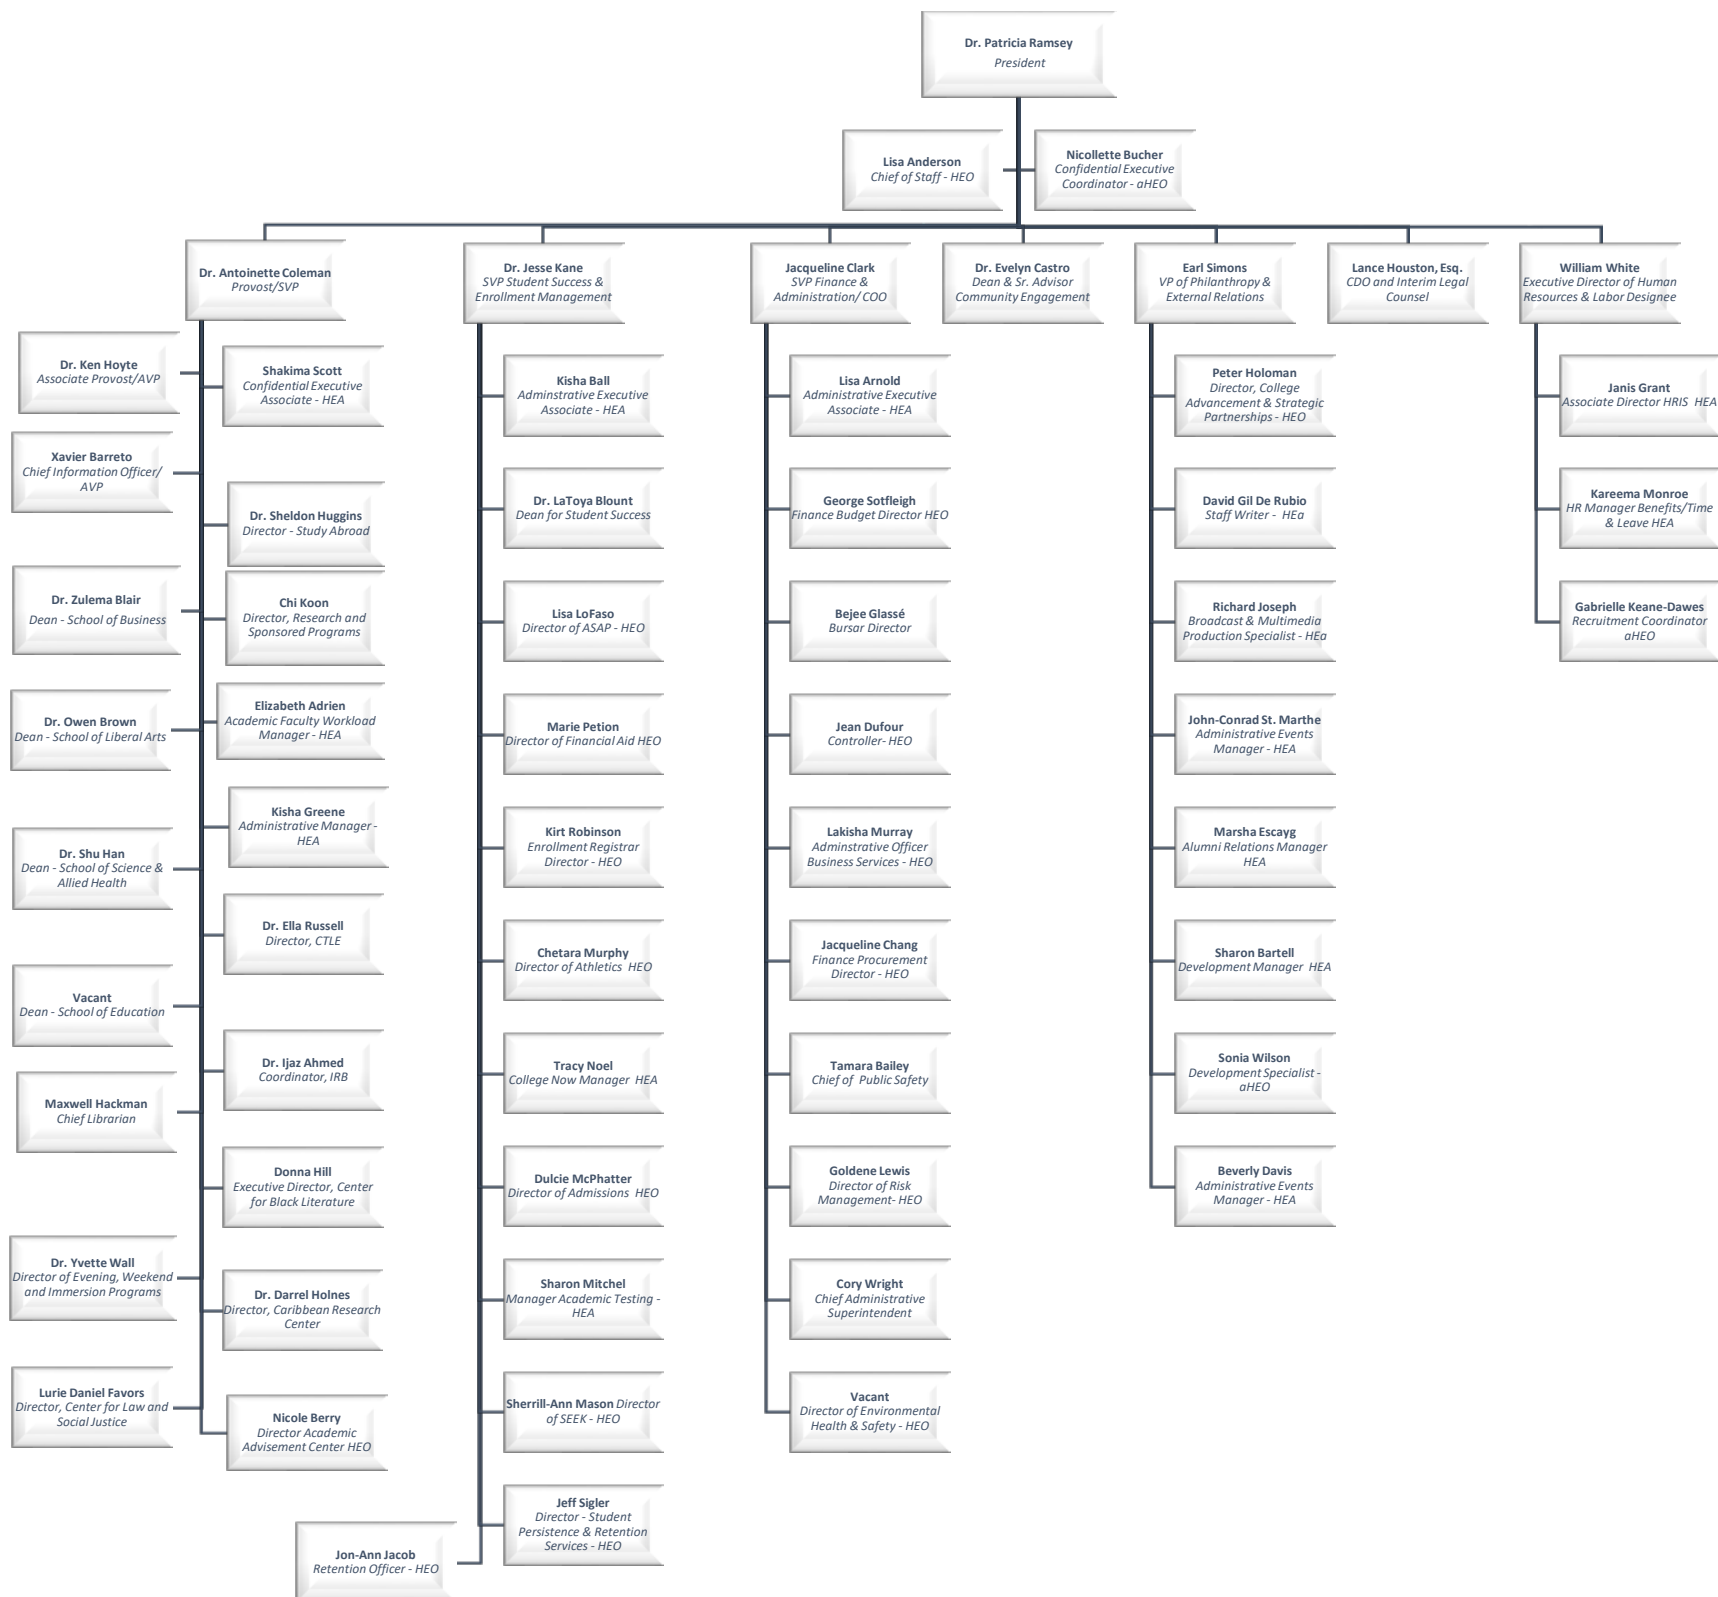 Dr. Patricia Ramsey
President
Lisa Anderson
Chief of Staff - HEO
Nicollette Bucher
Confidential Executive
Coordinator - aHEO
Dr. Antoinette Coleman
Provost/SVP
Dr. Jesse Kane
SVP Student Success &
Enrollment Management
Jacqueline Clark
SVP Finance &
Administration/ COO
Dr. Evelyn Castro
Dean & Sr. Advisor
Community Engagement
Earl Simons
VP of Philanthropy &
External Relations
Lance Houston, Esq.
CDO and Interim Legal
Counsel
William White
Executive Director of Human
Resources & Labor Designee
Dr. Ken Hoyte
Associate Provost/AVP
Shakima Scott
Confidential Executive
Associate - HEA
Xavier Barreto
Chief Information Officer/
AVP
Dr. Sheldon Huggins
Director - Study Abroad
Dr. Zulema Blair
Dean - School of Business
Chi Koon
Director, Research and
Sponsored Programs
Dr. Owen Brown
Dean - School of Liberal Arts
Elizabeth Adrien
Academic Faculty Workload
Manager - HEA
Kisha Greene
Administrative Manager -
HEA
Dr. Shu Han
Dean - School of Science &
Allied Health
Dr. Ella Russell
Director, CTLE
Vacant
Dean - School of Education
Dr. Ijaz Ahmed
Coordinator, IRB
Maxwell Hackman
Chief Librarian
Donna Hill
Executive Director, Center
for Black Literature
Dr. Yvette Wall
Director of Evening, Weekend
and Immersion Programs
Dr. Darrel Holnes
Director, Caribbean Research
Center
Lurie Daniel Favors
Director, Center for Law and
Social Justice
Nicole Berry
Director Academic
Advisement Center HEO
Kisha Ball
Adminstrative Executive
Associate - HEA
Dr. LaToya Blount
Dean for Student Success
Lisa LoFaso
Director of ASAP - HEO
Marie Petion
Director of Financial Aid HEO
Kirt Robinson
Enrollment Registrar
Director - HEO
Chetara Murphy
Director of Athletics HEO
Tracy Noel
College Now Manager HEA
Dulcie McPhatter
Director of Admissions HEO
Sharon Mitchel
Manager Academic Testing -
HEA
Sherrill-Ann Mason Director
of SEEK - HEO
Jeff Sigler
Director - Student
Persistence & Retention
Services - HEO
Jon-Ann Jacob
Retention Officer - HEO
Lisa Arnold
Administrative Executive
Associate - HEA
George Sotfleigh
Finance Budget Director HEO
Bejee Glassé
Bursar Director
Jean Dufour
Controller- HEO
Lakisha Murray
Adminstrative Officer
Business Services - HEO
Jacqueline Chang
Finance Procurement
Director - HEO
Tamara Bailey
Chief of Public Safety
Goldene Lewis
Director of Risk
Management- HEO
Cory Wright
Chief Administrative
Superintendent
Vacant
Director of Environmental
Health & Safety - HEO
Peter Holoman
Director, College
Advancement & Strategic
Partnerships - HEO
David Gil De Rubio
Staff Writer - HEa
Richard Joseph
Broadcast & Multimedia
Production Specialist - HEa
John-Conrad St. Marthe
Administrative Events
Manager - HEA
Marsha Escayg
Alumni Relations Manager
HEA
Sharon Bartell
Development Manager HEA
Sonia Wilson
Development Specialist -
aHEO
Beverly Davis
Administrative Events
Manager - HEA
Janis Grant
Associate Director HRIS HEA
Kareema Monroe
HR Manager Benefits/Time
& Leave HEA
Gabrielle Keane-Dawes
Recruitment Coordinator
aHEO